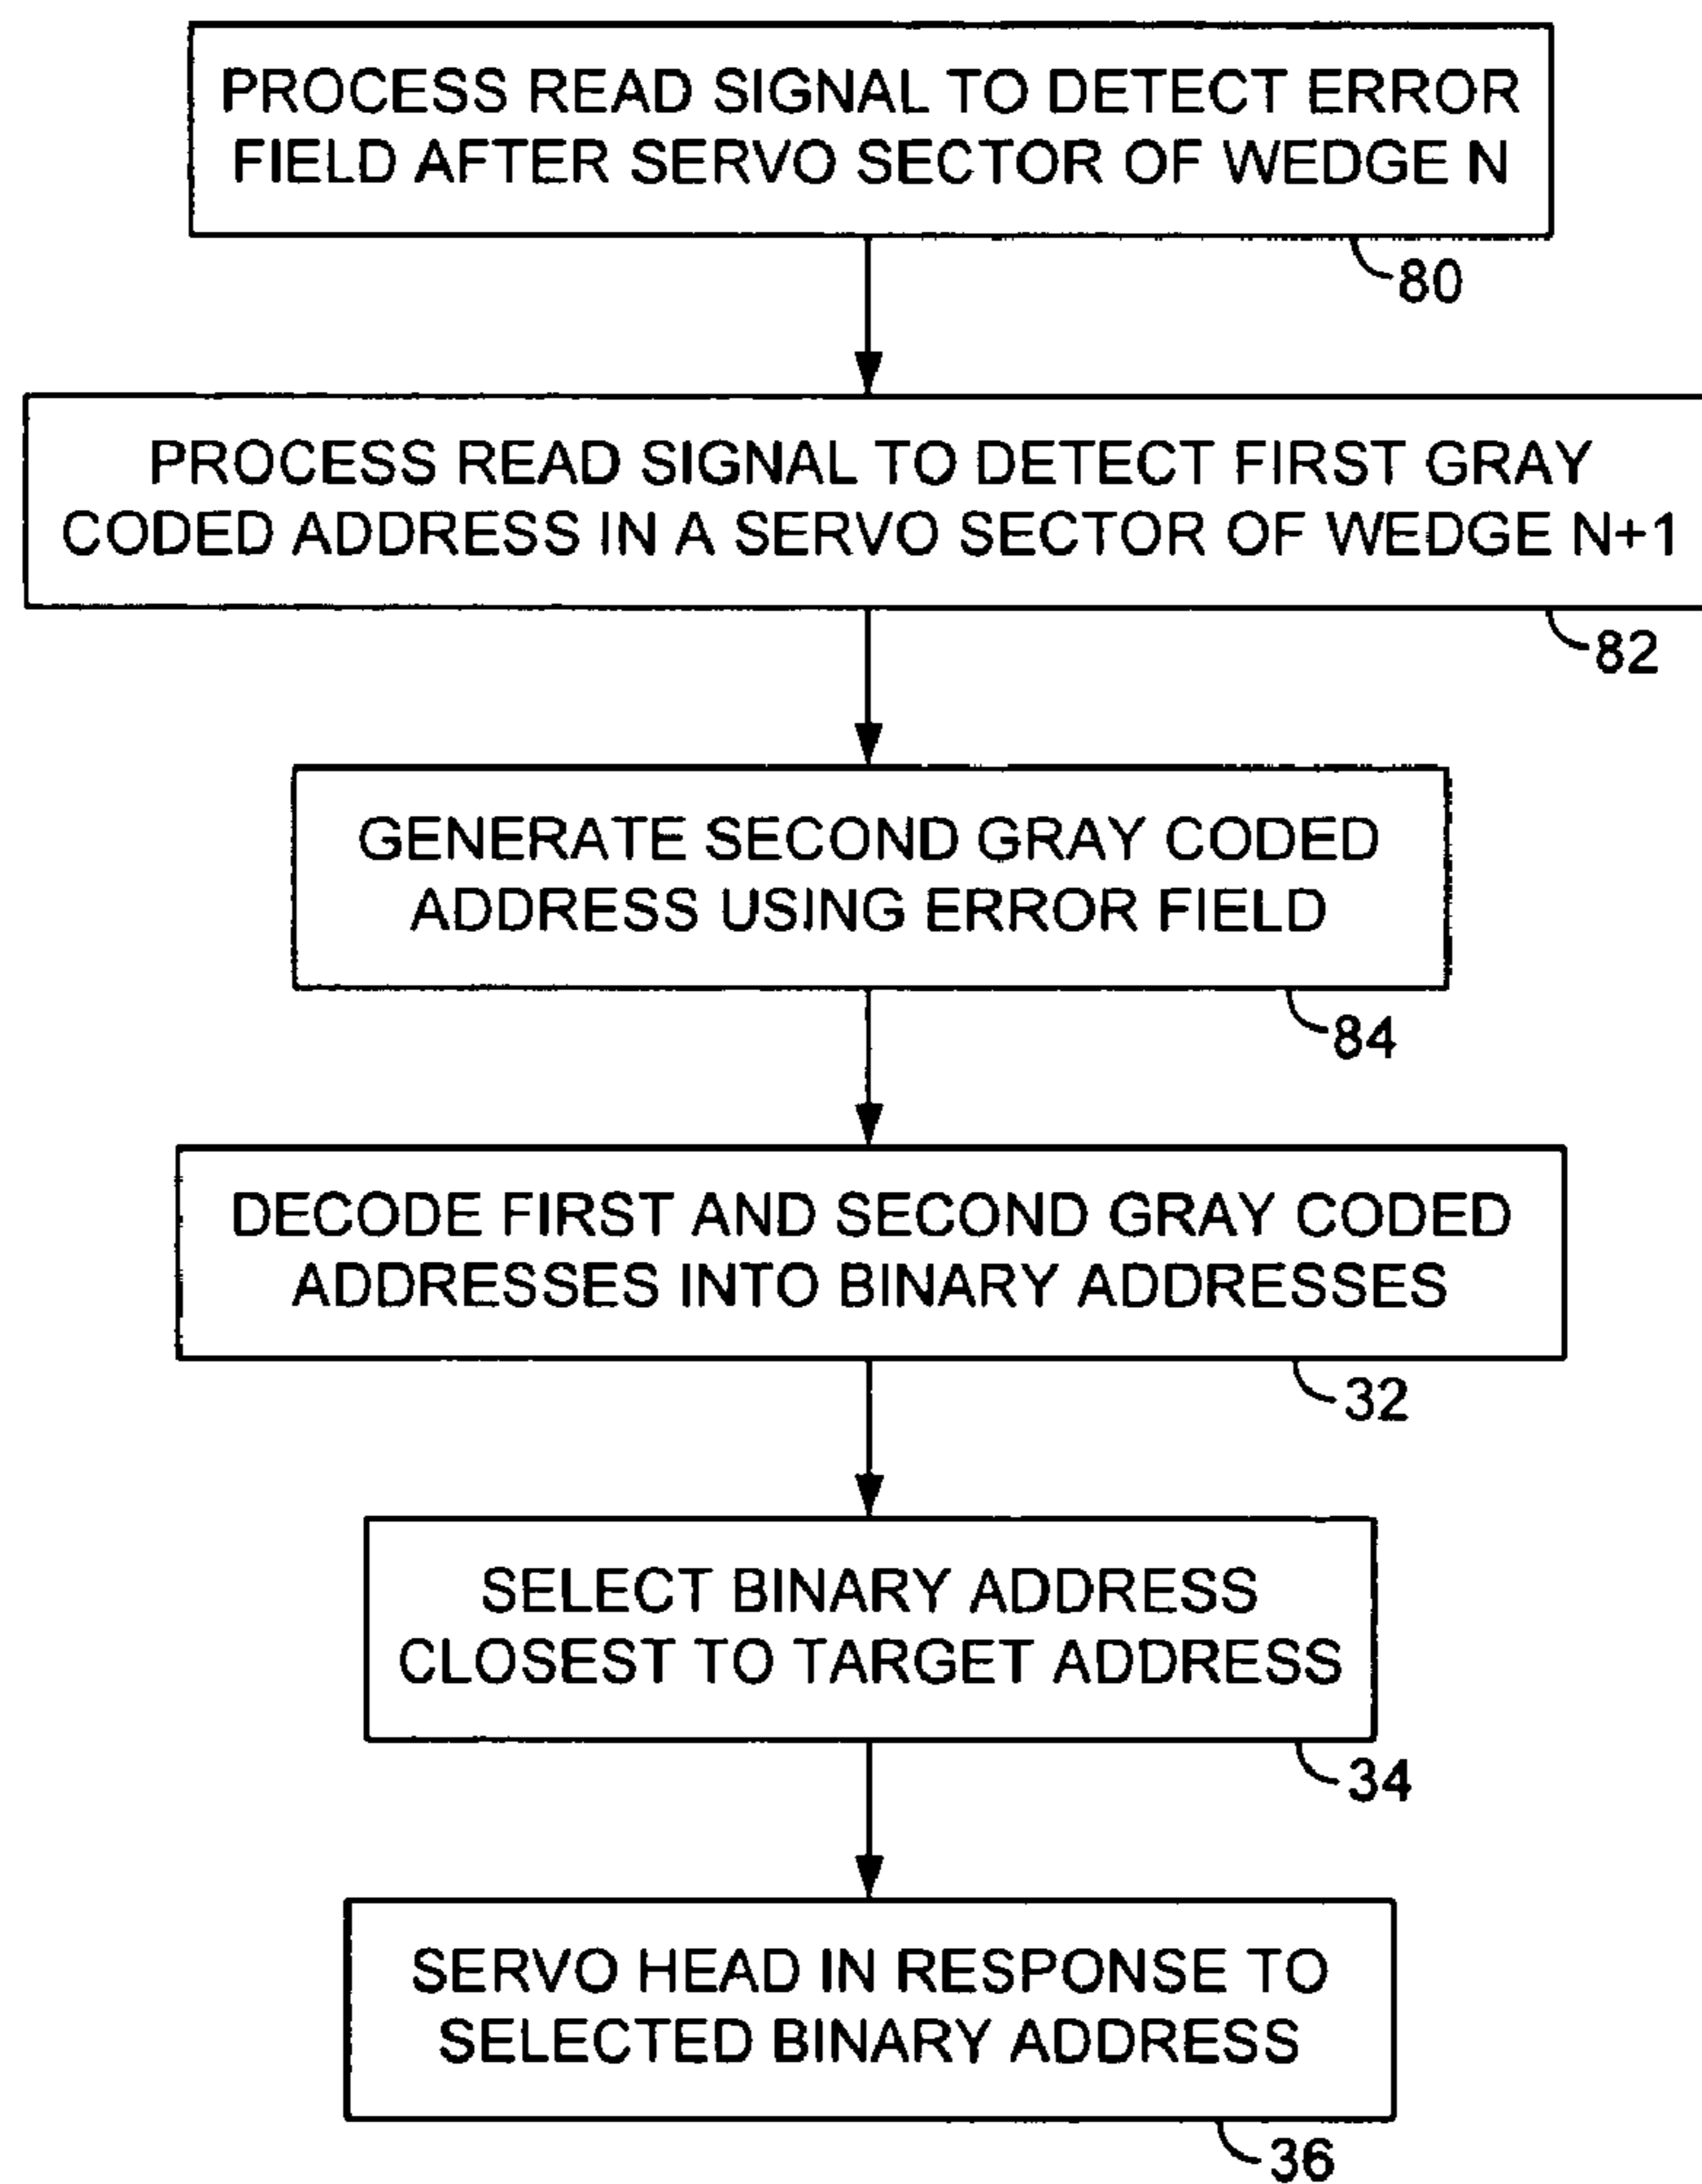 PROCESS READ SIGNAL TO DETECT ERROR
FIELD AFTER SERVO SECTOR OF WEDGE N
80
PROCESS READ SIGNAL TO DETECT FIRST GRAY
CODED ADDRESS IN A SERVO SECTOR OF WEDGE N+1
82
GENERATE SECOND GRAY CODED
ADDRESS USING ERROR FIELD
84
DECODE FIRST AND SECOND GRAY CODED
ADDRESSES INTO BINARY ADDRESSES
32
SELECT BINARY ADDRESS
CLOSEST TO TARGET ADDRESS
34
SERVO HEAD IN RESPONSE TO
SELECTED BINARY ADDRESS
36